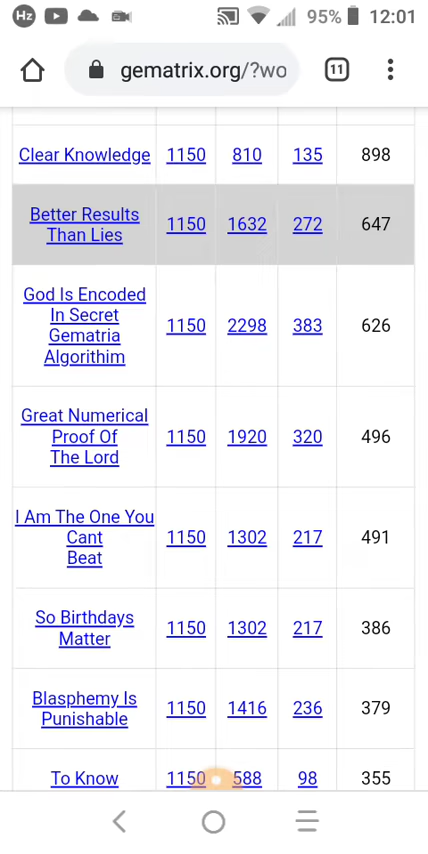 Hz 95% 12:01
gematrix.org/?wo 11
Clear Knowledge 1150 810 135 898
Better Results
Than Lies 1150 1632 272 647
God Is Encoded
In Secret
Gematria
Algorithim 1150 2298 383 626
Great Numerical
Proof Of
The Lord 1150 1920 320 496
I Am The One You
Cant
Beat 1150 1302 217 491
So Birthdays
Matter 1150 1302 217 386
Blasphemy Is
Punishable 1150 1416 236 379
To Know 1150 588 98 355